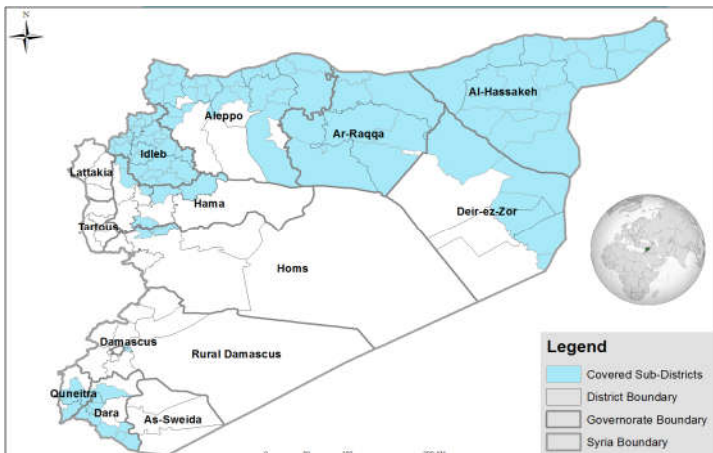 N
Al-Hassakeh
Aleppo
Ar-Raqqa
Idleb
Lattakia
Hama
Deir-ez-Zor
Tartous
Homs
Damascus
Rural Damascus
Quneitra
Dara
As-Sweida
Legend
Covered Sub-Districts
District Boundary
Governorate Boundary
Syria Boundary